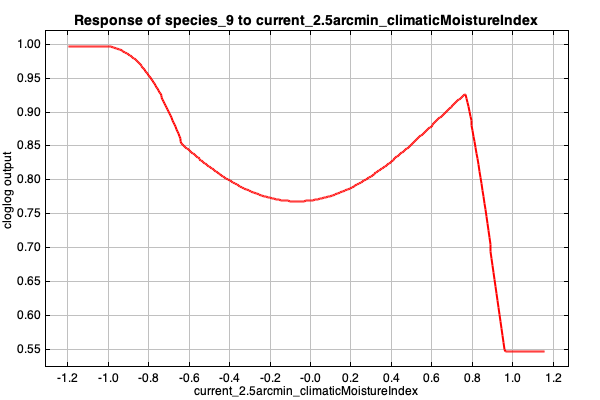 Response of species_9 to current_2.5arcmin_climaticMoistureIndex
cloglog output
1.00
0.95
0.90
0.85
0.80
0.75
0.70
0.65
0.60
0.55
-1.2 -1.0 -0.8 -0.6 -0.4 -0.2 -0.0 0.2 0.4 0.6 0.8 1.0 1.2
current_2.5arcmin_climaticMoistureIndex